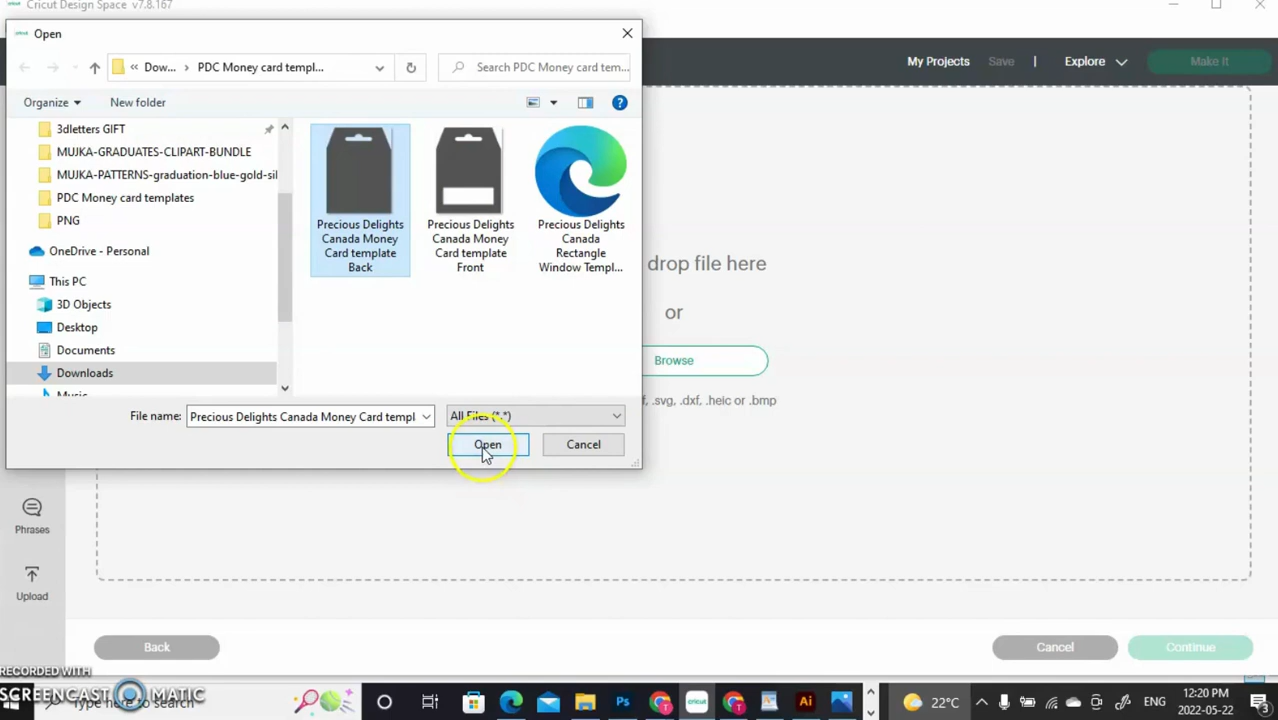 Cricut Design Space v7.8.167
Open
« Dow... › PDC Money card templ...
Search PDC Money card tem...
My Projects Save | Explore Make It
Organize New folder
3dletters GIFT
MUJKA-GRADUATES-CLIPART-BUNDLE
MUJKA-PATTERNS-graduation-blue-gold-sil
PDC Money card templates
PNG
OneDrive - Personal
This PC
3D Objects
Desktop
Documents
Downloads
Music
Precious Delights
Canada Money
Card template
Back
Precious Delights
Canada Money
Card template
Front
Precious Delights
Canada
Rectangle
Window Templ...
drop file here
or
Browse
.svg, .dxf, .heic or .bmp
File name: Precious Delights Canada Money Card templ All Files (*.*)
Open Cancel
Phrases
Upload
Back Cancel Continue
RECORDED WITH
SCREENCAST MATIC
here to search
22°C ENG 12:20 PM
2022-05-22
3